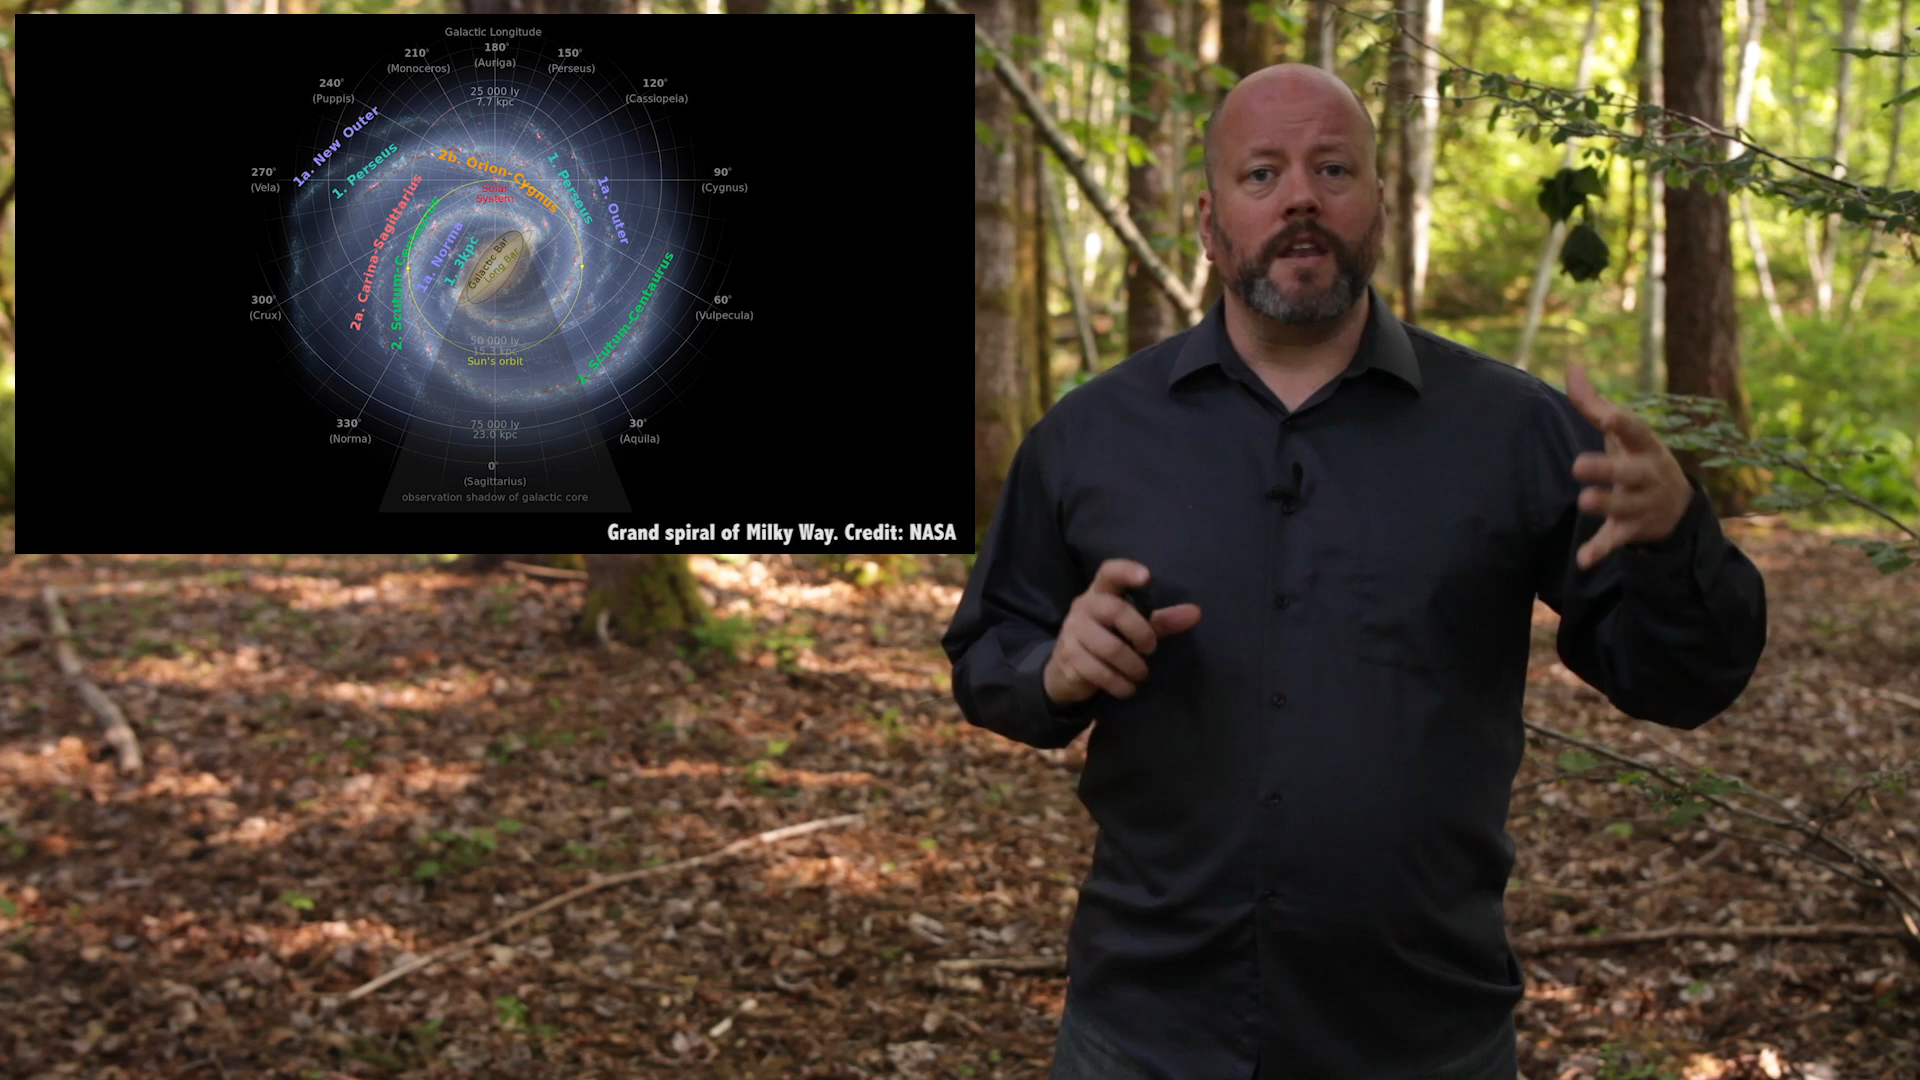 Galactic Longitude
180°
(Auriga)
210°
(Monoceros)
150°
(Perseus)
240°
(Puppis)
120°
(Cassiopeia)
25 000 ly
7.7 kpc
1a. New Outer
1. Perseus
2b. Orion-Cygnus
1. Perseus
1a. Outer
270°
(Vela)
90°
(Cygnus)
Solar
System
2a. Carina-Sagittarius
2. Scutum-Centaurus
1a. Norma
1. 3kpc
Galactic Bar
Long Bar
2. Scutum-Centaurus
300°
(Crux)
60°
(Vulpecula)
50 000 ly
15.3 kpc
Sun's orbit
330°
(Norma)
75 000 ly
23.0 kpc
30°
(Aquila)
0°
(Sagittarius)
observation shadow of galactic core
Grand spiral of Milky Way. Credit: NASA